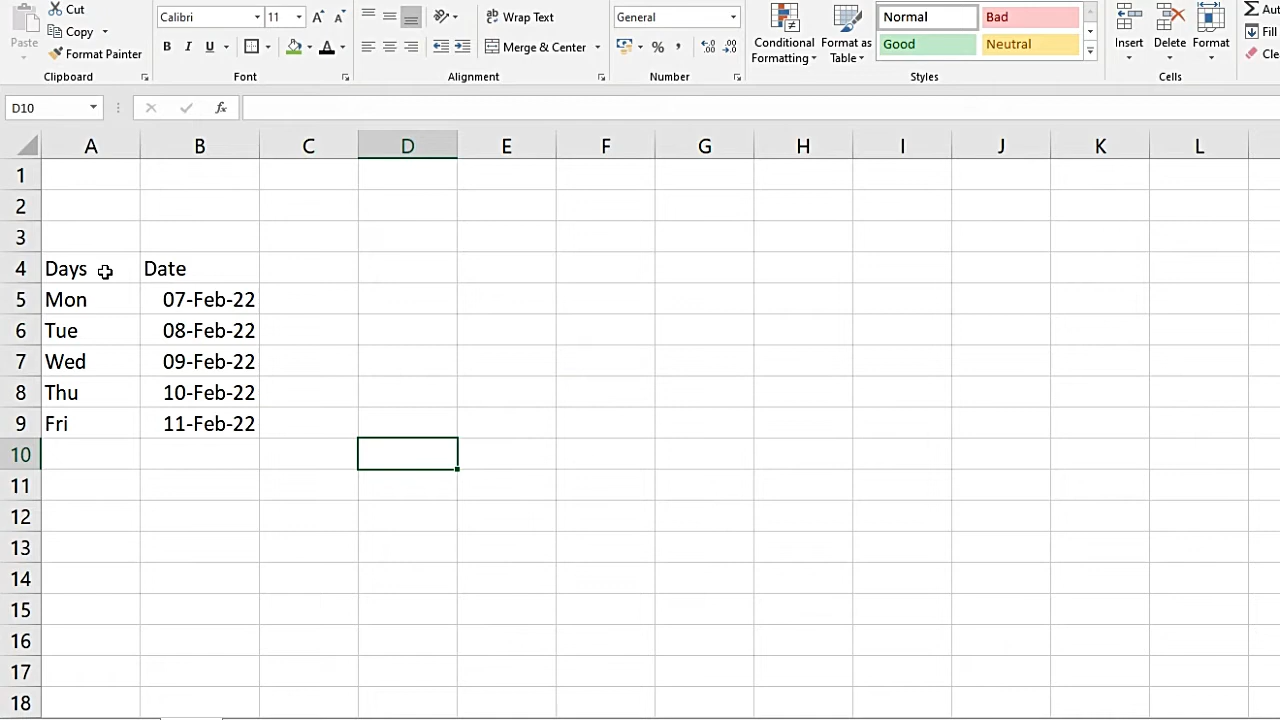 Cut
Calibri 11 A A
Wrap Text
General
Normal
Bad
Aut
Paste
Copy
Format Painter
B I U A
Merge & Center
% ,
Conditional Formatting
Format as Table
Good
Neutral
Insert
Delete
Format
Fill
Cle
Clipboard
Font
Alignment
Number
Styles
Cells
D10 fx
A B C D E F G H I J K L
1
2
3
4 Days Date
5 Mon 07-Feb-22
6 Tue 08-Feb-22
7 Wed 09-Feb-22
8 Thu 10-Feb-22
9 Fri 11-Feb-22
10
11
12
13
14
15
16
17
18